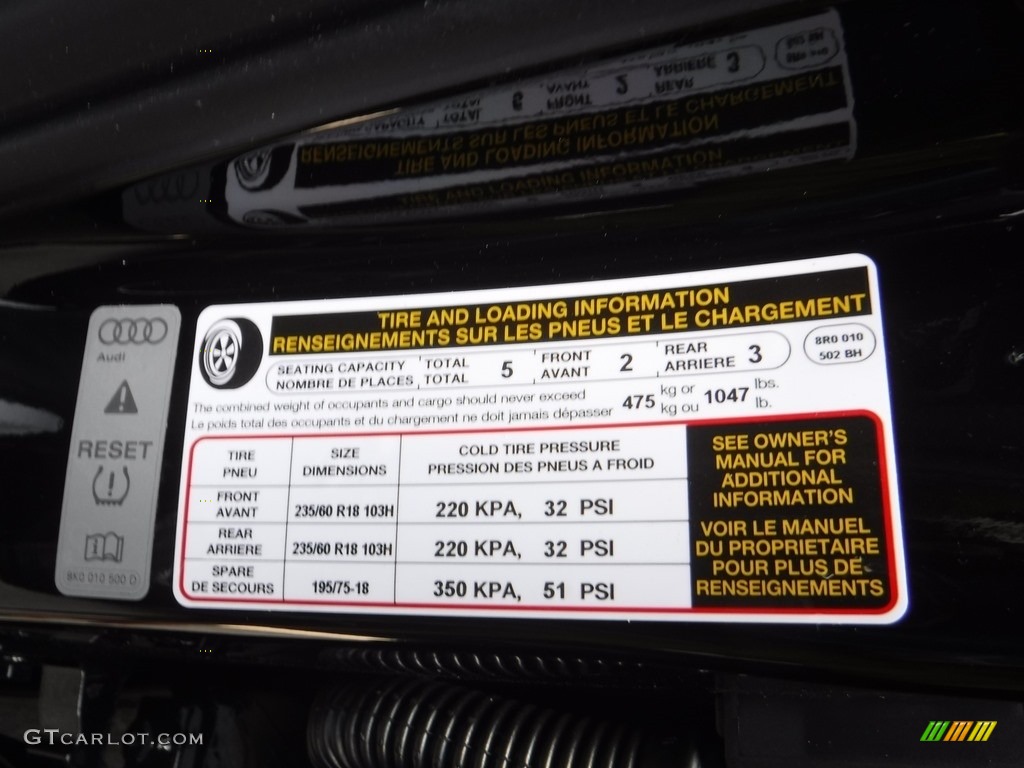 TIRE AND LOADING INFORMATION
RENSEIGNEMENTS SUR LES PNEUS ET LE CHARGEMENT
SEATING CAPACITY TOTAL 5 FRONT 2 REAR 3
NOMBRE DE PLACES TOTAL AVANT ARRIERE
8R0 010
502 BH
The combined weight of occupants and cargo should never exceed 475 kg or 1047 lbs.
Le poids total des occupants et du chargement ne doit jamais dépasser kg ou lb.
TIRE SIZE COLD TIRE PRESSURE
PNEU DIMENSIONS PRESSION DES PNEUS A FROID
FRONT
AVANT 235/60 R18 103H 220 KPA, 32 PSI
REAR
ARRIERE 235/60 R18 103H 220 KPA, 32 PSI
SPARE
DE SECOURS 195/75-18 350 KPA, 51 PSI
SEE OWNER'S
MANUAL FOR
ADDITIONAL
INFORMATION
VOIR LE MANUEL
DU PROPRIETAIRE
POUR PLUS DE
RENSEIGNEMENTS
Audi
RESET
8K0 010 500 D
GTCARLOT.COM